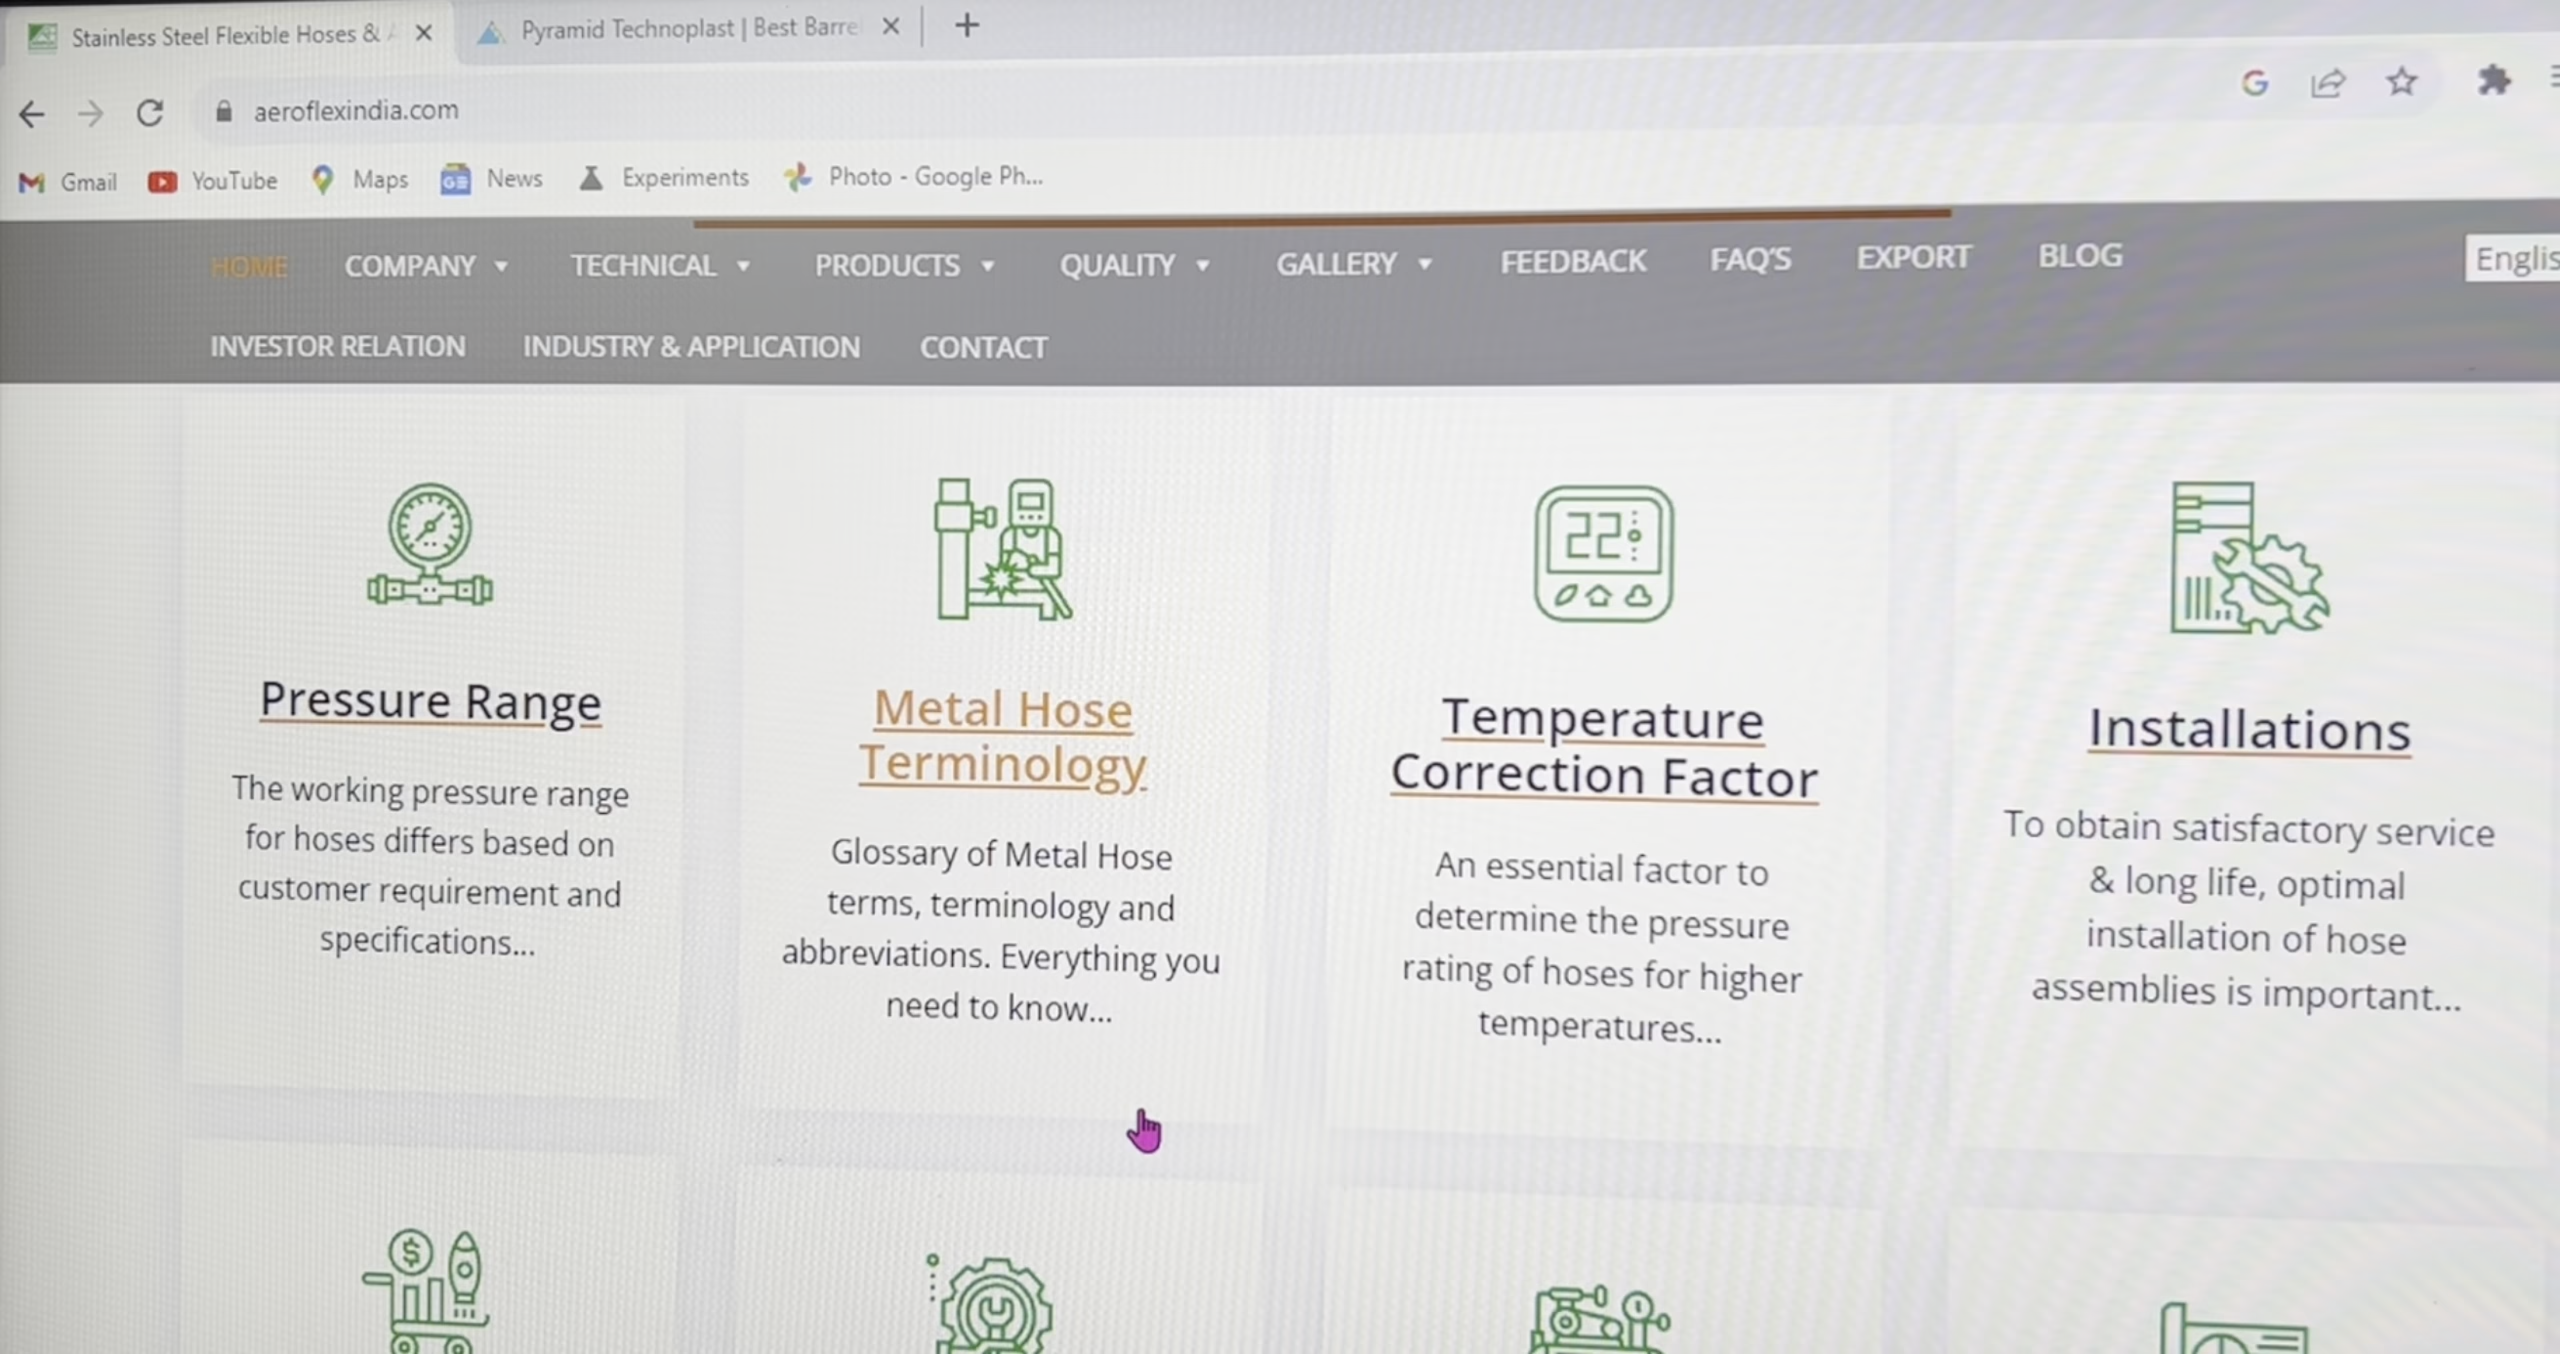 Stainless Steel Flexible Hoses &
Pyramid Technoplast | Best Barre
aeroflexindia.com
Gmail YouTube Maps News Experiments Photo - Google Ph...
HOME COMPANY TECHNICAL PRODUCTS QUALITY GALLERY FEEDBACK FAQ'S EXPORT BLOG Englis
INVESTOR RELATION INDUSTRY & APPLICATION CONTACT
22
Pressure Range
The working pressure range
for hoses differs based on
customer requirement and
specifications...
Metal Hose
Terminology
Glossary of Metal Hose
terms, terminology and
abbreviations. Everything you
need to know...
Temperature
Correction Factor
An essential factor to
determine the pressure
rating of hoses for higher
temperatures...
Installations
To obtain satisfactory service
& long life, optimal
installation of hose
assemblies is important...